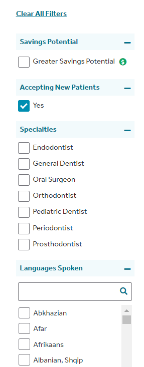 Clear All Filters
Savings Potential
Greater Savings Potential
Accepting New Patients
Yes
Specialties
Endodontist
General Dentist
Oral Surgeon
Orthodontist
Pediatric Dentist
Periodontist
Prosthodontist
Languages Spoken
Abkhazian
Afar
Afrikaans
Albanian, Shqip